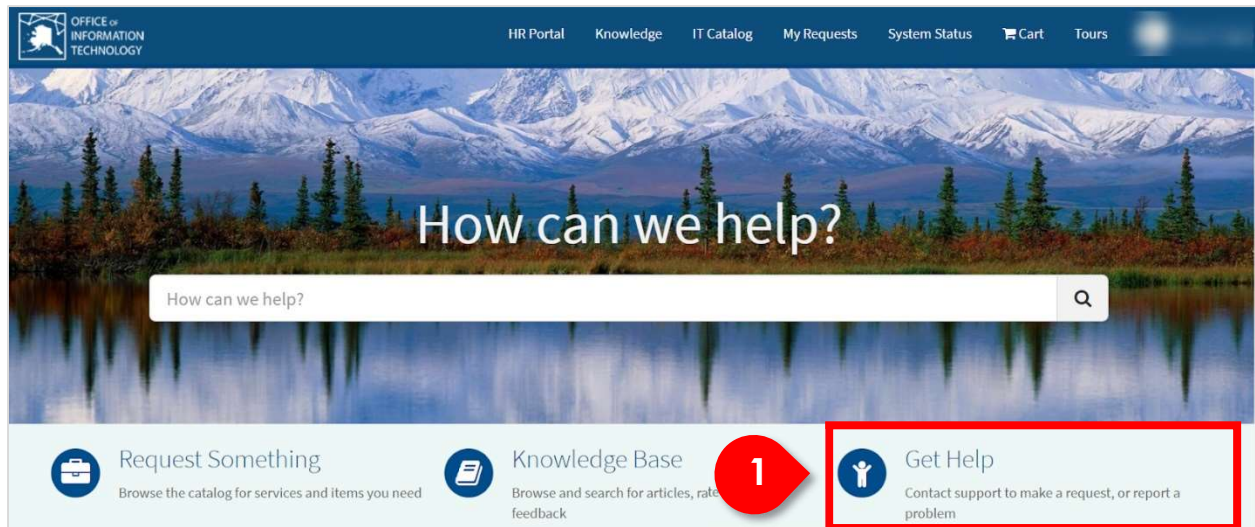 OFFICE OF
INFORMATION
TECHNOLOGY
HR Portal Knowledge IT Catalog My Requests System Status Cart Tours
How can we help?
How can we help?
Request Something
Browse the catalog for services and items you need
Knowledge Base
Browse and search for articles, rate
feedback
1
Get Help
Contact support to make a request, or report a
problem